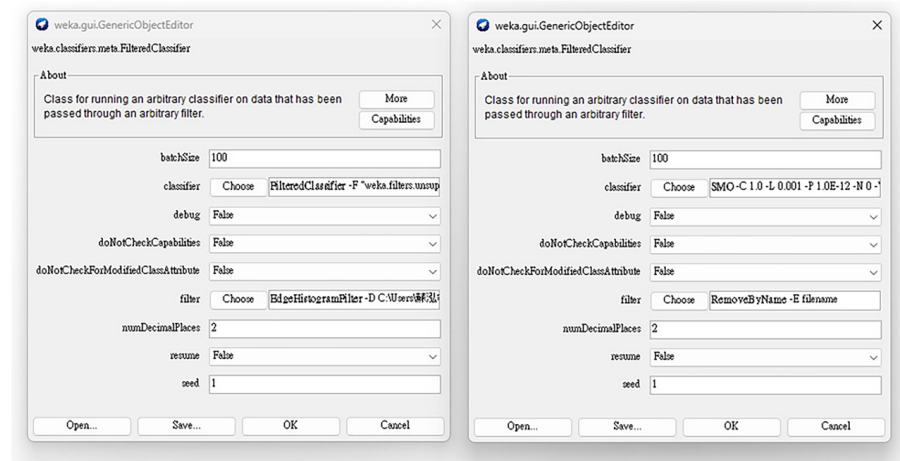 weka.gui.GenericObjectEditor
weka.classifiers.meta.FilteredClassifier
About
Class for running an arbitrary classifier on data that has been
passed through an arbitrary filter.
More
Capabilities
batchSize 100
classifier Choose FilteredClassifier -F "weka.filters.unsup
debug False
doNotCheckCapabilities False
doNotCheckForModifiedClassAttribute False
filter Choose EdgeHistogramFilter -D C:\Users\
numDecimalPlaces 2
resume False
seed 1
Open... Save... OK Cancel
weka.gui.GenericObjectEditor
weka.classifiers.meta.FilteredClassifier
About
Class for running an arbitrary classifier on data that has been
passed through an arbitrary filter.
More
Capabilities
batchSize 100
classifier Choose SMO -C 1.0 -L 0.001 -P 1.0E-12 -N 0 -V
debug False
doNotCheckCapabilities False
doNotCheckForModifiedClassAttribute False
filter Choose RemoveByName -E filename
numDecimalPlaces 2
resume False
seed 1
Open... Save... OK Cancel